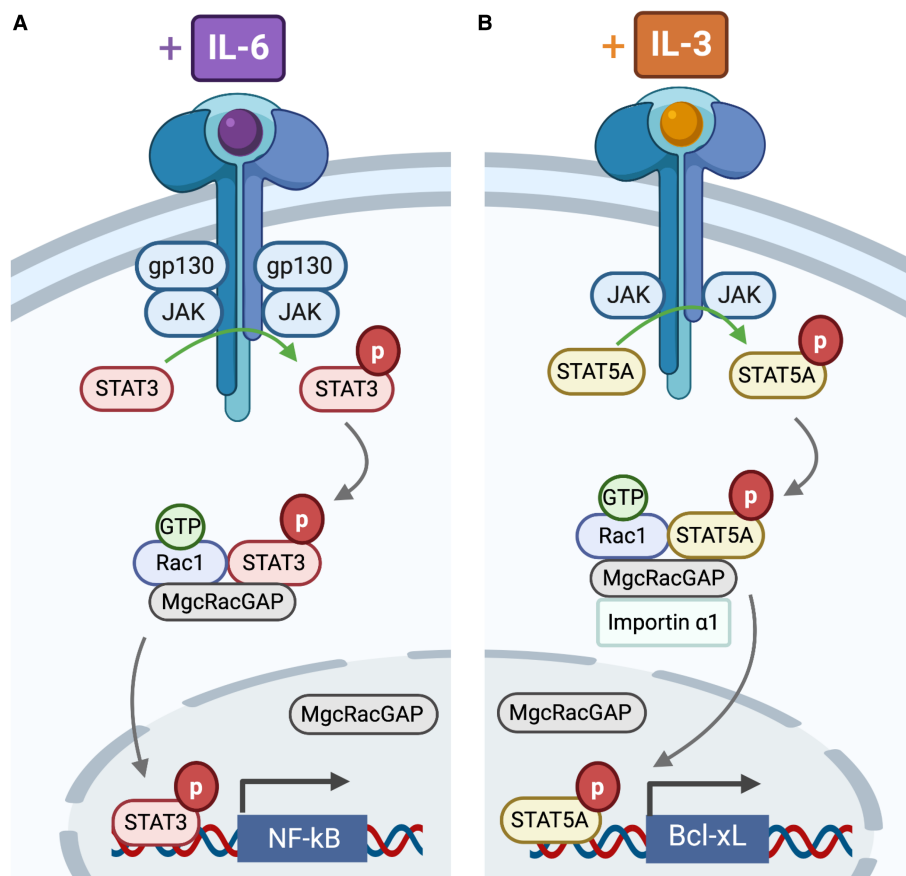 A
+ IL-6
gp130
gp130
JAK
JAK
STAT3
STAT3
p
GTP
p
Rac1
STAT3
MgcRacGAP
MgcRacGAP
p
STAT3
NF-kB
B
+ IL-3
JAK
JAK
STAT5A
STAT5A
p
GTP
p
Rac1
STAT5A
MgcRacGAP
Importin α1
MgcRacGAP
p
STAT5A
Bcl-xL